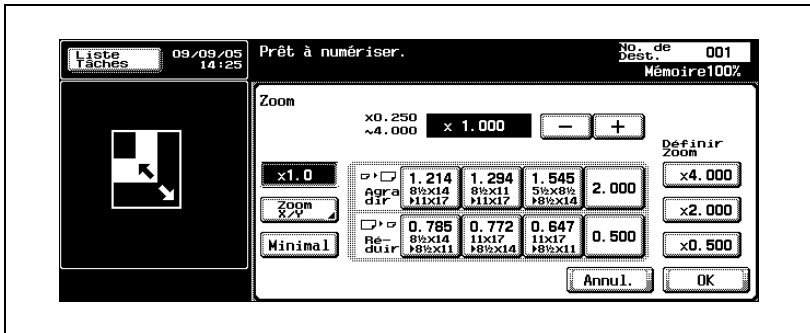 Liste
Tâches
09/09/05
14:25
Prêt à numériser.
No. de
Dest.
001
Mémoire100%
Zoom
x0.250
~4.000
x 1.000
− +
Définir
Zoom
x1.0
Zoom
X/Y
Minimal
Agra
dir
1.214
8½x14
▸11x17
1.294
8½x11
▸11x17
1.545
5½x8½
▸8½x14
2.000
Ré-
duir
0.785
8½x14
▸8½x11
0.772
11x17
▸8½x14
0.647
11x17
▸8½x11
0.500
x4.000
x2.000
x0.500
Annul.
OK